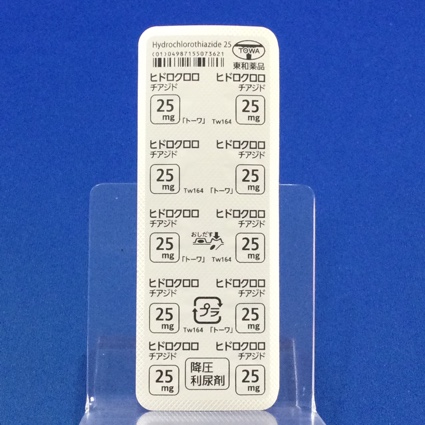 Hydrochlorothiazide 25
(01)04987155073621
TOWA
東和薬品
ヒドロクロロ ヒドロクロロ
チアジド チアジド
25 25
mg mg
「トーワ」 Tw164
ヒドロクロロ ヒドロクロロ
チアジド チアジド
25 25
mg mg
Tw164 「トーワ」
ヒドロクロロ ヒドロクロロ
チアジド チアジド
おしだす
25 25
mg mg
「トーワ」 Tw164
ヒドロクロロ ヒドロクロロ
チアジド チアジド
25 プラ 25
mg mg
Tw164 「トーワ」
ヒドロクロロ ヒドロクロロ
チアジド チアジド
25 降圧 25
mg 利尿剤 mg